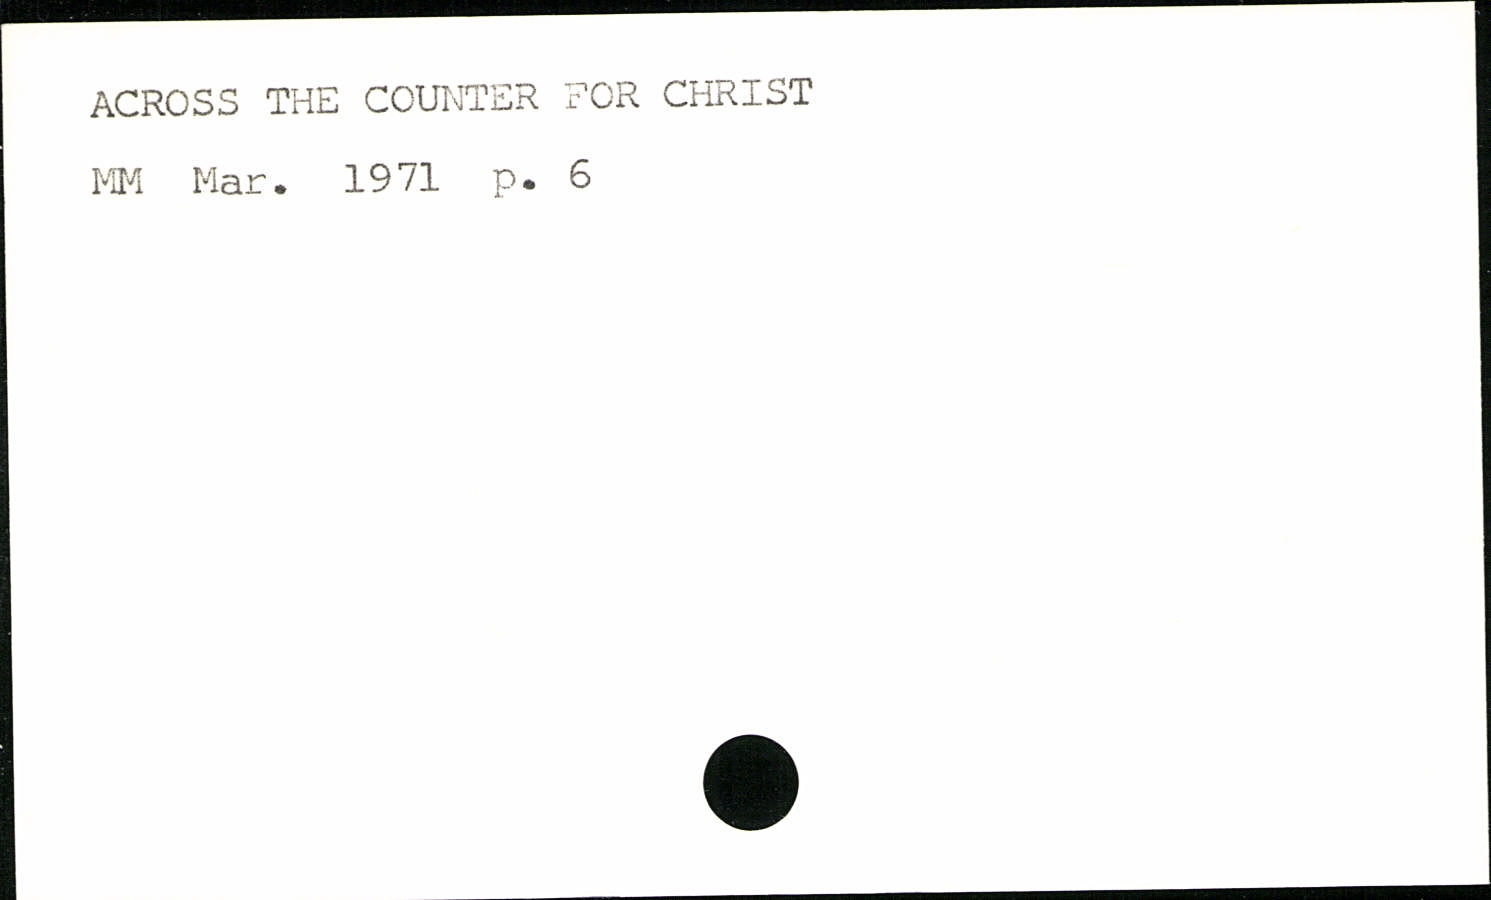 ACROSS THE COUNTER FOR CHRIST
MM Mar. 1971 p. 6